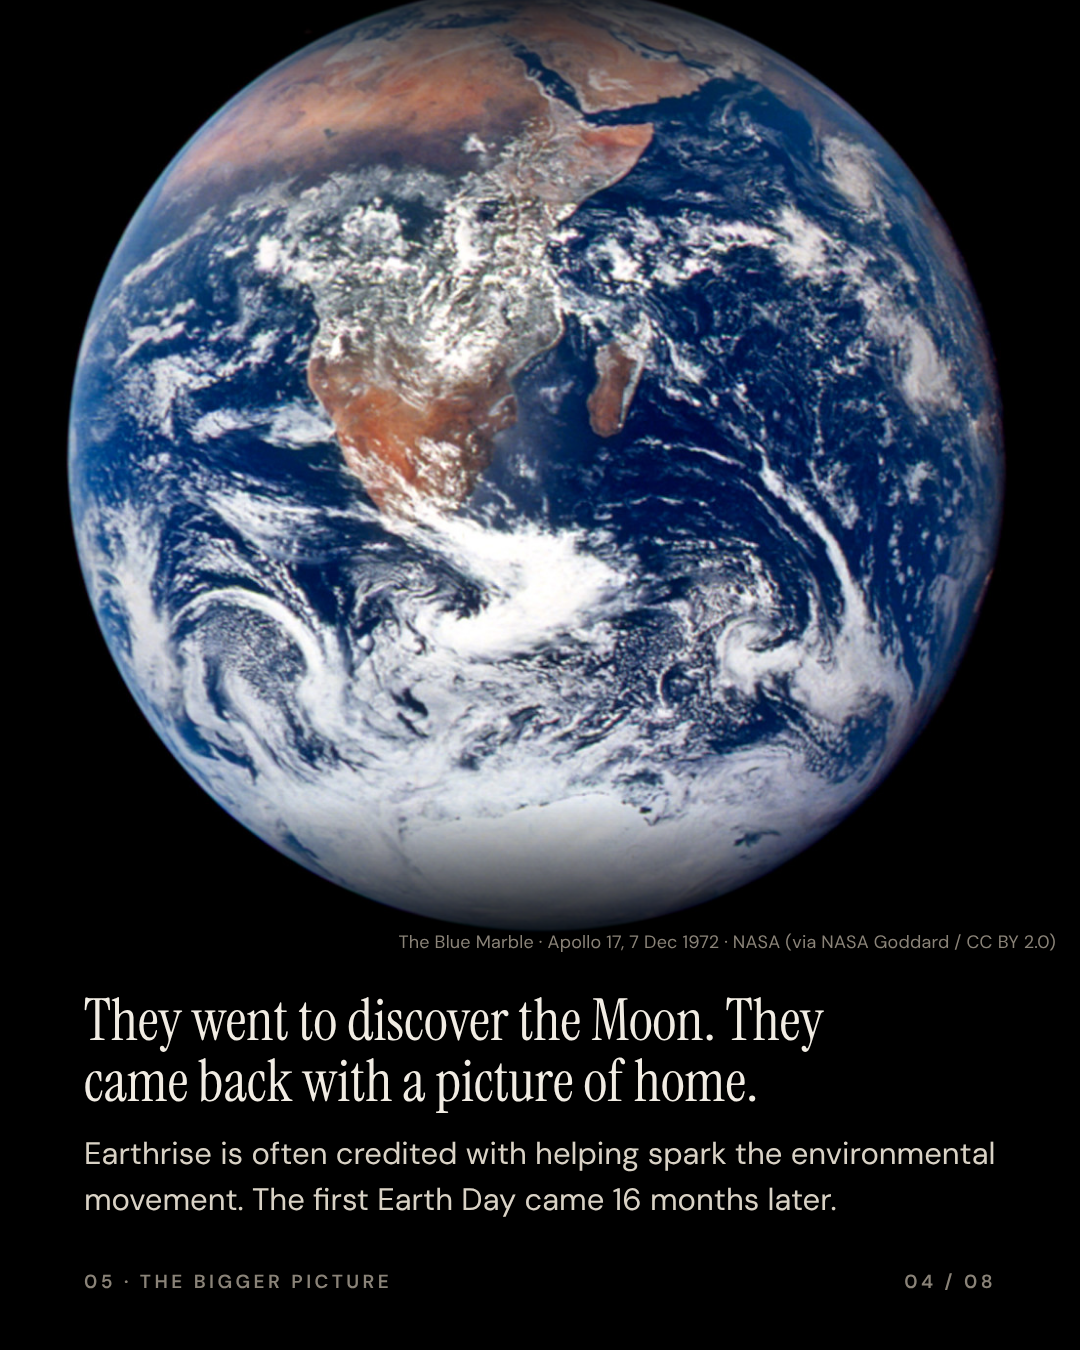 The Blue Marble · Apollo 17, 7 Dec 1972 · NASA (via NASA Goddard / CC BY 2.0)
They went to discover the Moon. They
came back with a picture of home.
Earthrise is often credited with helping spark the environmental
movement. The first Earth Day came 16 months later.
05 · THE BIGGER PICTURE
04 / 08